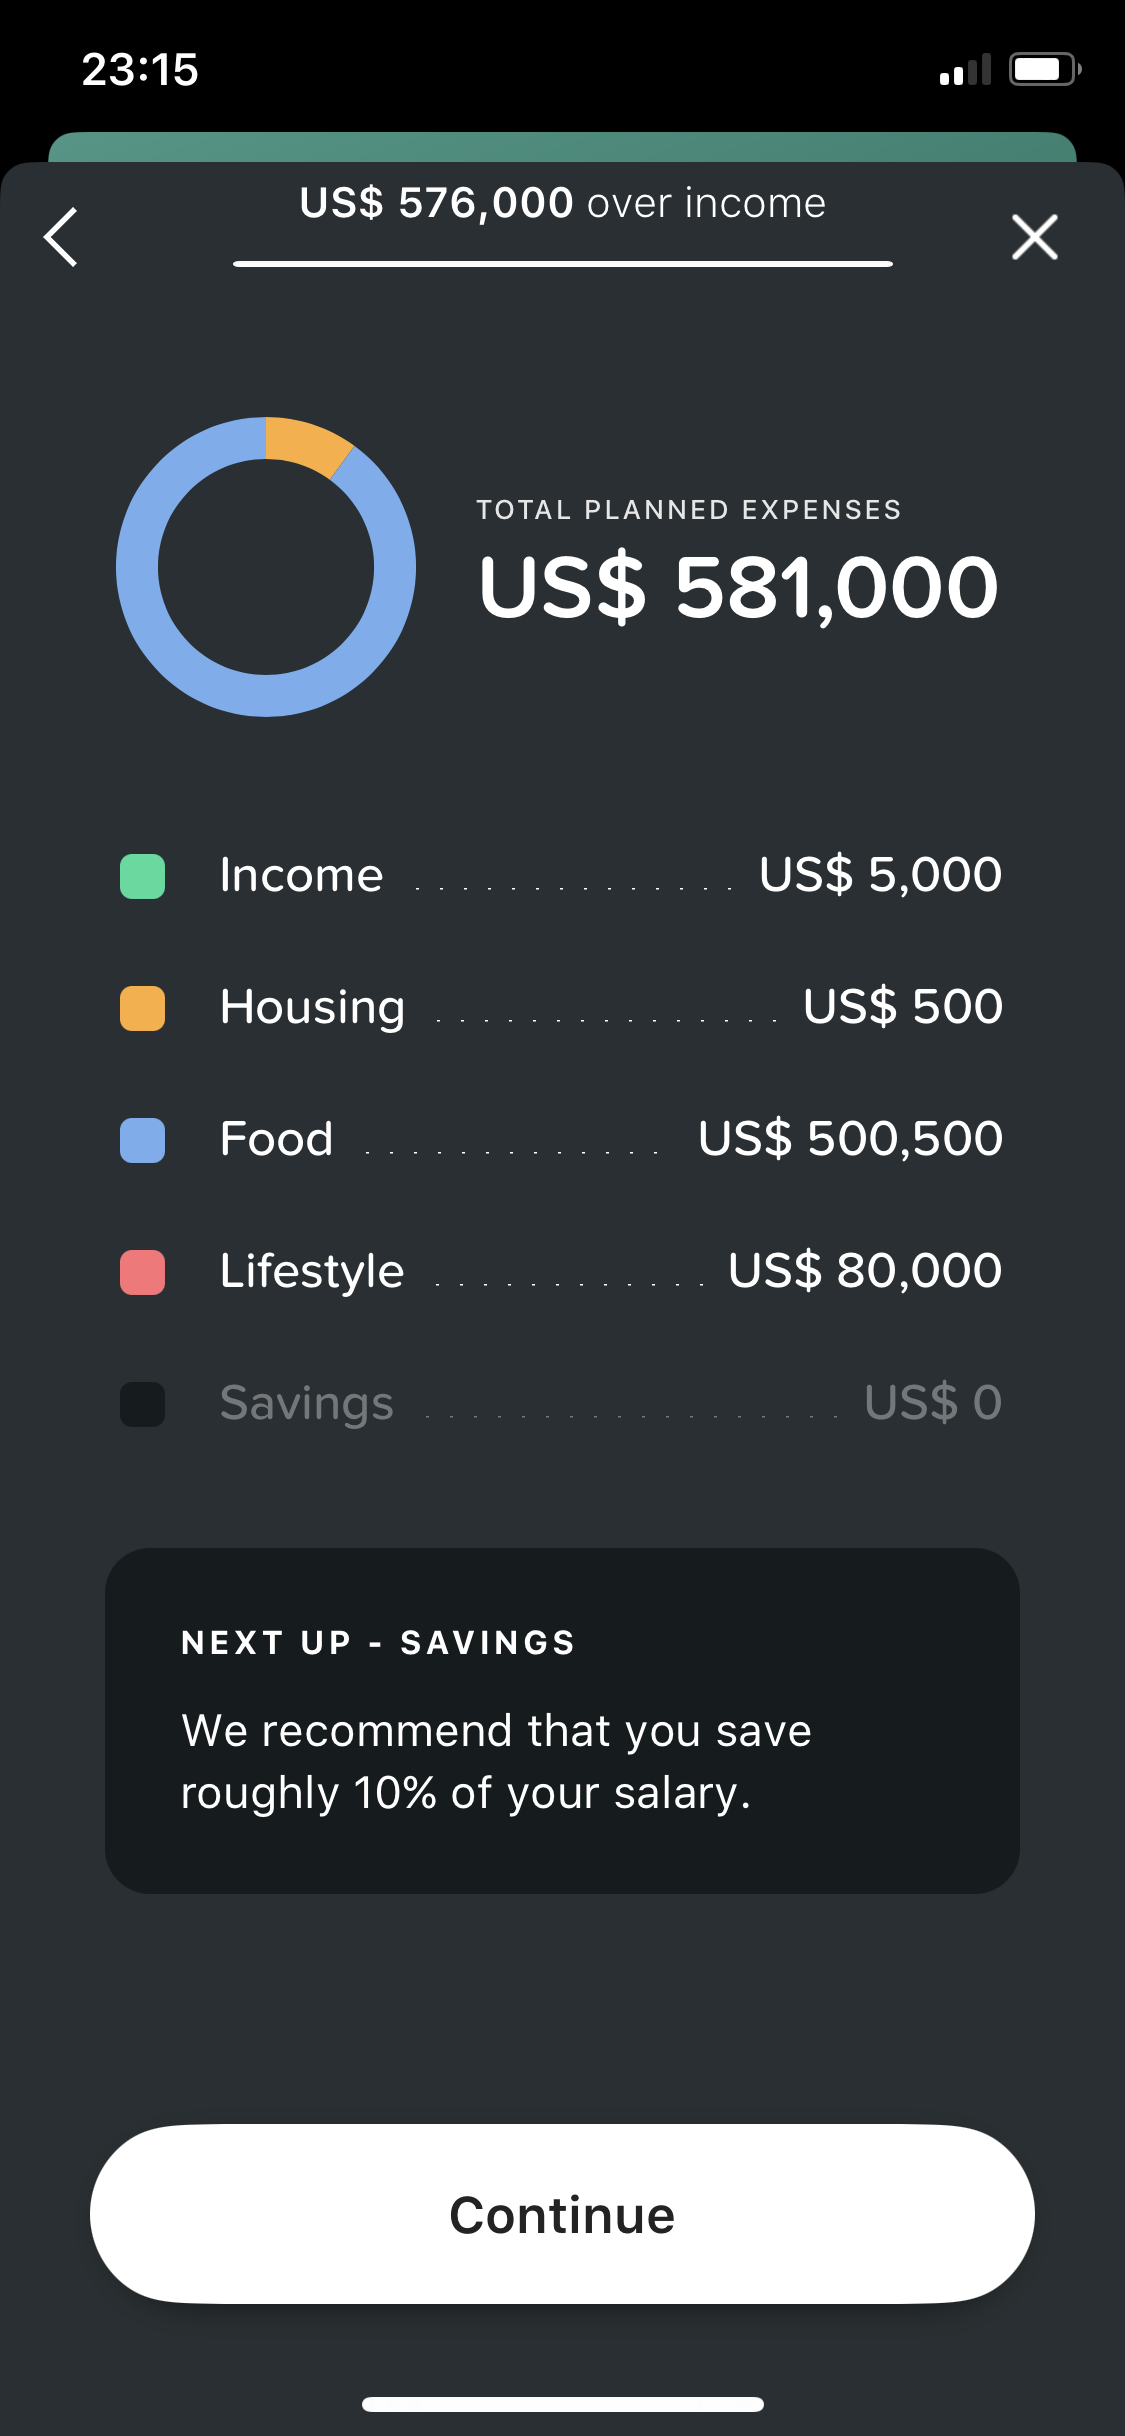 23:15
US$ 576,000 over income
TOTAL PLANNED EXPENSES
US$ 581,000
Income . . . . . . . . . . . . . . US$ 5,000
Housing . . . . . . . . . . . . . . . US$ 500
Food . . . . . . . . . . . . . US$ 500,500
Lifestyle . . . . . . . . . . . . US$ 80,000
Savings . . . . . . . . . . . . . . . . . . US$ 0
NEXT UP - SAVINGS
We recommend that you save
roughly 10% of your salary.
Continue